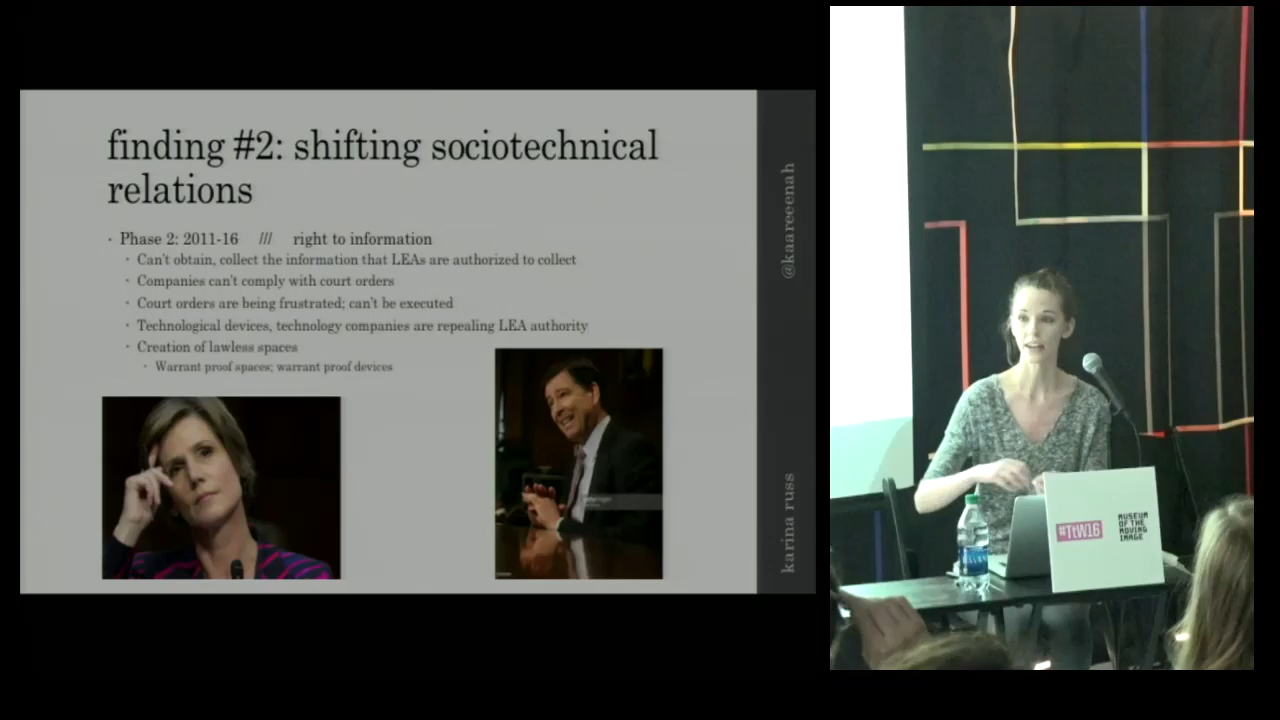 finding #2: shifting sociotechnical
relations
· Phase 2: 2011-16 /// right to information
· Can't obtain, collect the information that LEAs are authorized to collect
· Companies can't comply with court orders
· Court orders are being frustrated; can't be executed
· Technological devices, technology companies are repealing LEA authority
· Creation of lawless spaces
· Warrant proof spaces; warrant proof devices
@kaareeenah
karina russ
#TtW16
MUSEUM
OF THE
MOVING
IMAGE